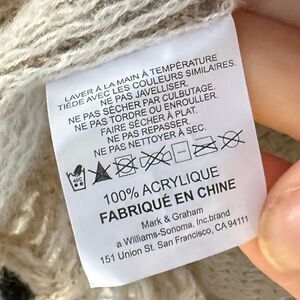 LAVER À LA MAIN À TEMPÉRATURE
TIÈDE AVEC LES COULEURS SIMILAIRES.
NE PAS JAVELLISER.
NE PAS SÉCHER PAR CULBUTAGE.
NE PAS TORDRE OU ENROULLER.
FAIRE SÉCHER À PLAT.
NE PAS REPASSER.
NE PAS NETTOYER À SEC.
100% ACRYLIQUE
FABRIQUÉ EN CHINE
Mark & Graham
a Williams-Sonoma, Inc.brand
151 Union St. San Francisco, CA 94111